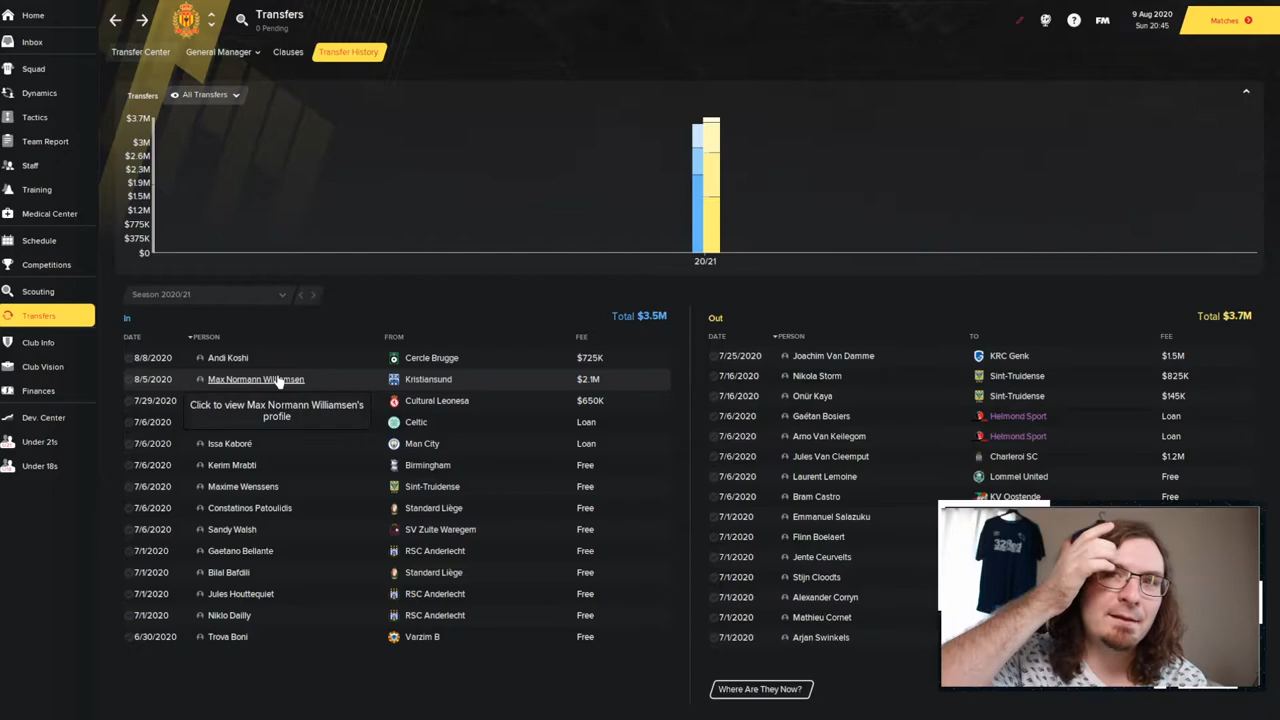 Home
Transfers
0 Pending
FM
9 Aug 2020
Sun 20:45
Matches
Inbox
Transfer Center General Manager Clauses Transfer History
Squad
Dynamics
Tactics
Team Report
Staff
Training
Medical Center
Schedule
Competitions
Scouting
Transfers
Club Info
Club Vision
Finances
Dev. Center
Under 21s
Under 18s
Transfers All Transfers
$3.7M
$3M
$2.6M
$2.3M
$1.9M
$1.5M
$1.2M
$775K
$375K
$0
20/21
Season 2020/21
In Total $3.5M
DATE PERSON FROM FEE
8/8/2020 Andi Koshi Cercle Brugge $725K
8/5/2020 Max Normann Williamsen Kristiansund $2.1M
7/29/2020 Cultural Leonesa $650K
Click to view Max Normann Williamsen's
profile
7/6/2020 Celtic Loan
7/6/2020 Issa Kaboré Man City Loan
7/6/2020 Kerim Mrabti Birmingham Free
7/6/2020 Maxime Wenssens Sint-Truidense Free
7/6/2020 Constatinos Patoulidis Standard Liège Free
7/6/2020 Sandy Walsh SV Zulte Waregem Free
7/1/2020 Gaetano Bellante RSC Anderlecht Free
7/1/2020 Bilal Bafdili Standard Liège Free
7/1/2020 Jules Houttequiet RSC Anderlecht Free
7/1/2020 Niklo Dailly RSC Anderlecht Free
6/30/2020 Trova Boni Varzim B Free
Out Total $3.7M
DATE PERSON TO FEE
7/25/2020 Joachim Van Damme KRC Genk $1.5M
7/16/2020 Nikola Storm Sint-Truidense $825K
7/16/2020 Onür Kaya Sint-Truidense $145K
7/6/2020 Gaétan Bosiers Helmond Sport Loan
7/6/2020 Arno Van Keilegom Helmond Sport Loan
7/6/2020 Jules Van Cleemput Charleroi SC $1.2M
7/6/2020 Laurent Lemoine Lommel United Free
7/6/2020 Bram Castro KV Oostende Free
7/1/2020 Emmanuel Salazuku
7/1/2020 Flinn Boelaert
7/1/2020 Jente Ceurvelts
7/1/2020 Stijn Cloodts
7/1/2020 Alexander Corryn
7/1/2020 Mathieu Cornet
7/1/2020 Arjan Swinkels
Where Are They Now?